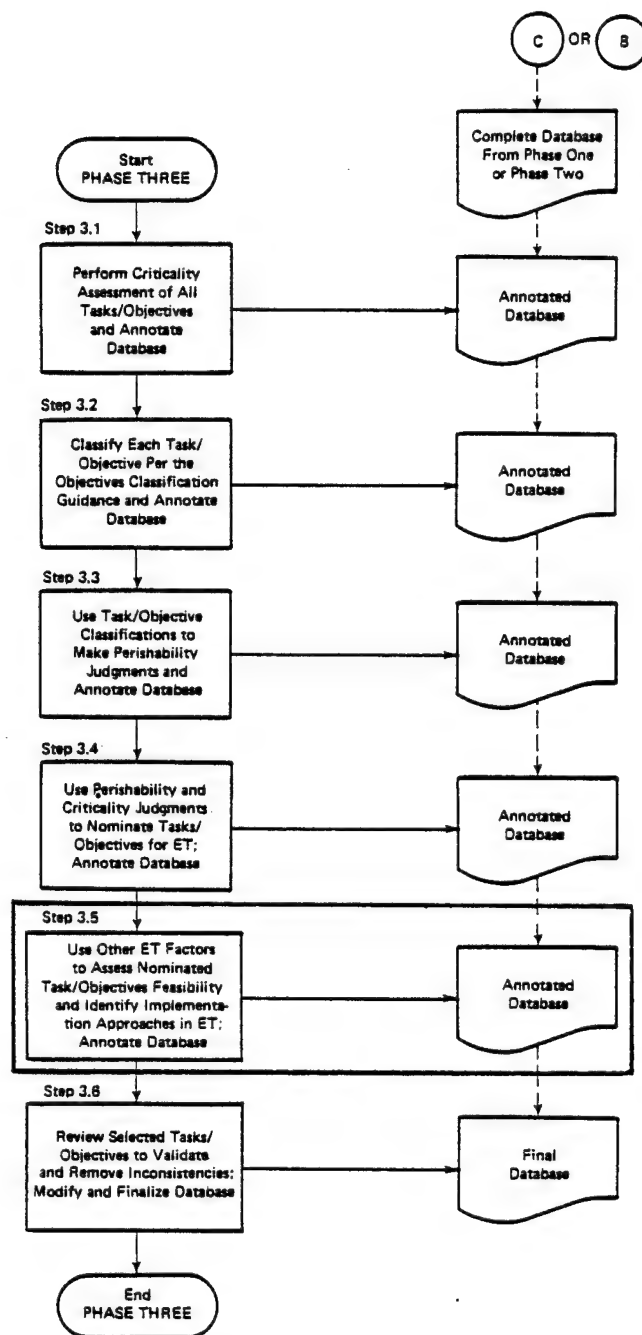 C OR B
Complete Database
From Phase One
or Phase Two
Start
PHASE THREE
Step 3.1
Perform Criticality
Assessment of All
Tasks/Objectives
and Annotate
Database
Annotated
Database
Step 3.2
Classify Each Task/
Objective Per the
Objectives Classification
Guidance and Annotate
Database
Annotated
Database
Step 3.3
Use Task/Objective
Classifications to
Make Perishability
Judgments and
Annotate Database
Annotated
Database
Step 3.4
Use Perishability and
Criticality Judgments
to Nominate Tasks/
Objectives for ET;
Annotate Database
Annotated
Database
Step 3.5
Use Other ET Factors
to Assess Nominated
Task/Objectives Feasibility
and Identify Implementa-
tion Approaches in ET;
Annotate Database
Annotated
Database
Step 3.6
Review Selected Tasks/
Objectives to Validate
and Remove Inconsistencies;
Modify and Finalize Database
Final
Database
End
PHASE THREE